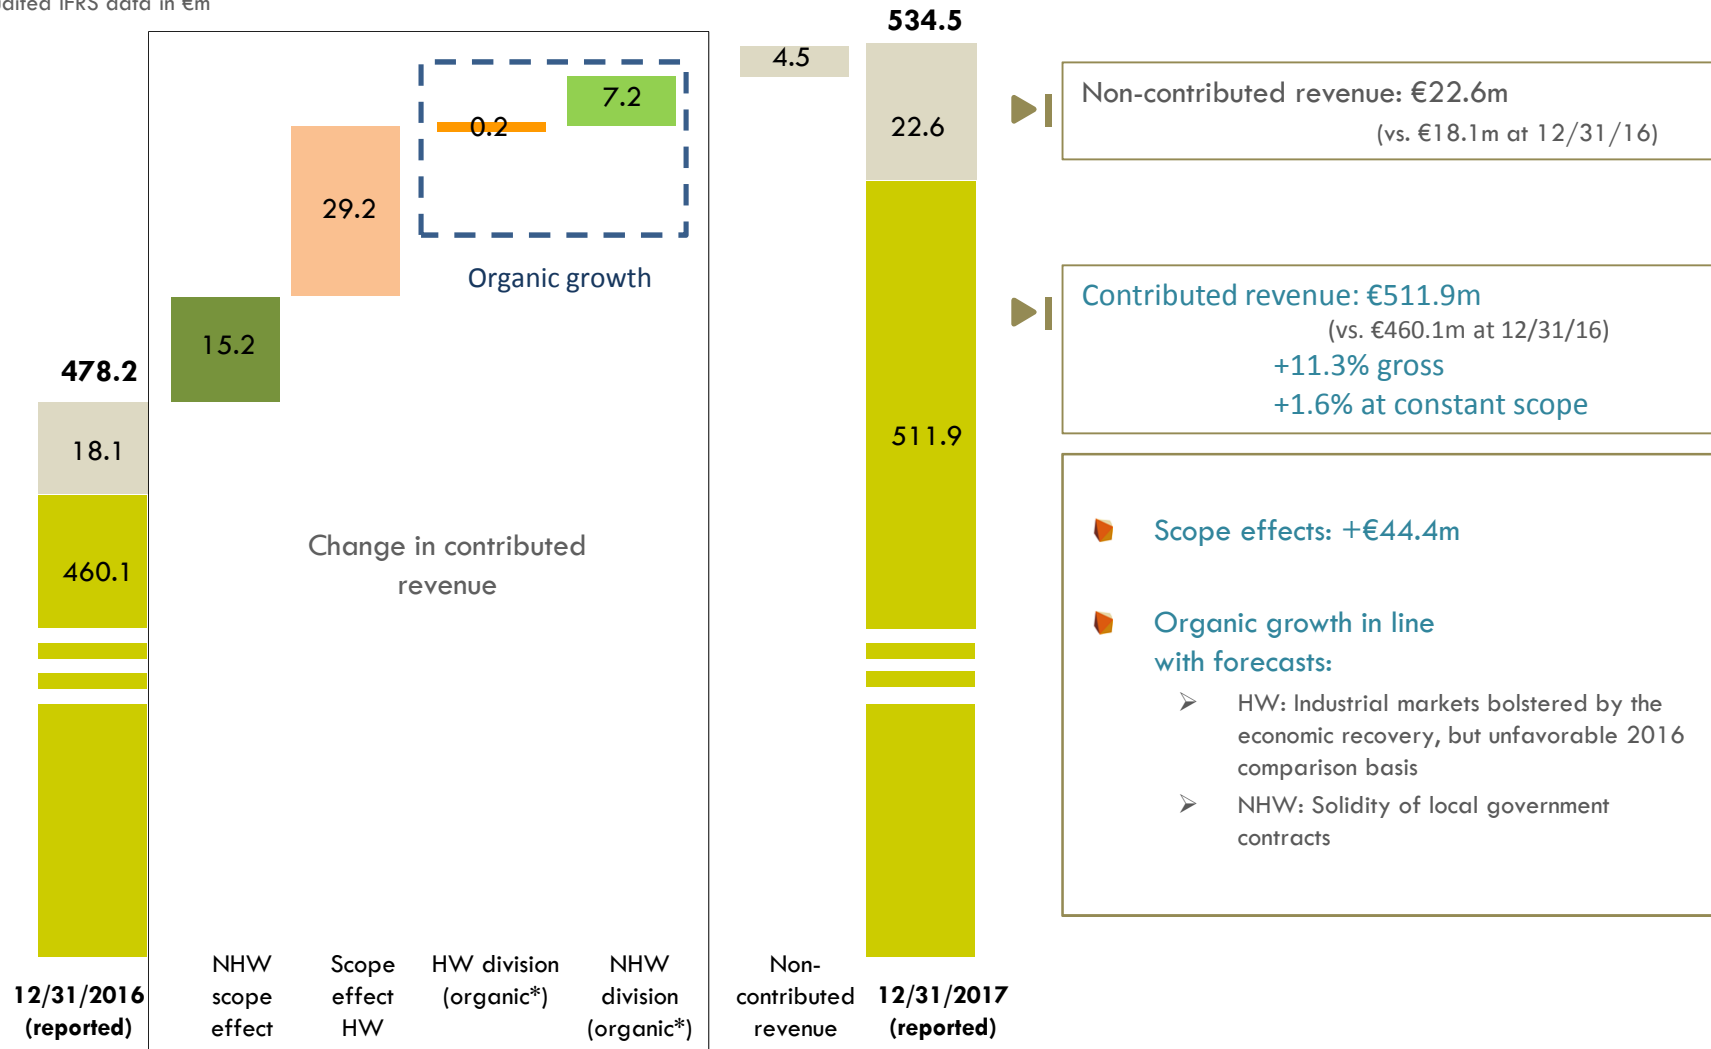 IFRS data in €m
534.5
4.5
7.2
0.2
22.6
29.2
Organic growth
15.2
478.2
18.1
511.9
460.1
Change in contributed
revenue
Non-contributed revenue: €22.6m
(vs. €18.1m at 12/31/16)
Contributed revenue: €511.9m
(vs. €460.1m at 12/31/16)
+11.3% gross
+1.6% at constant scope
Scope effects: +€44.4m
Organic growth in line
with forecasts:
➢ HW: Industrial markets bolstered by the
economic recovery, but unfavorable 2016
comparison basis
➢ NHW: Solidity of local government
contracts
12/31/2016
(reported)
NHW
scope
effect
Scope
effect
HW
HW division
(organic*)
NHW
division
(organic*)
Non-
contributed
revenue
12/31/2017
(reported)